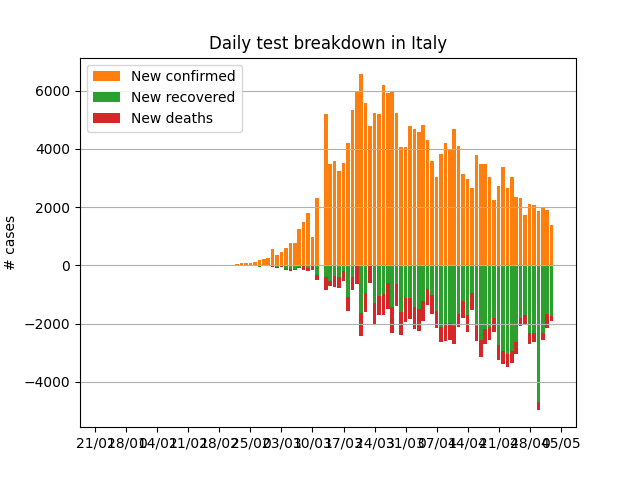 Daily test breakdown in Italy
New confirmed
New recovered
New deaths
# cases
6000
4000
2000
0
−2000
−4000
21/01 28/01 04/02 11/02 18/02 25/02 03/03 10/03 17/03 24/03 31/03 07/04 14/04 21/04 28/04 05/05